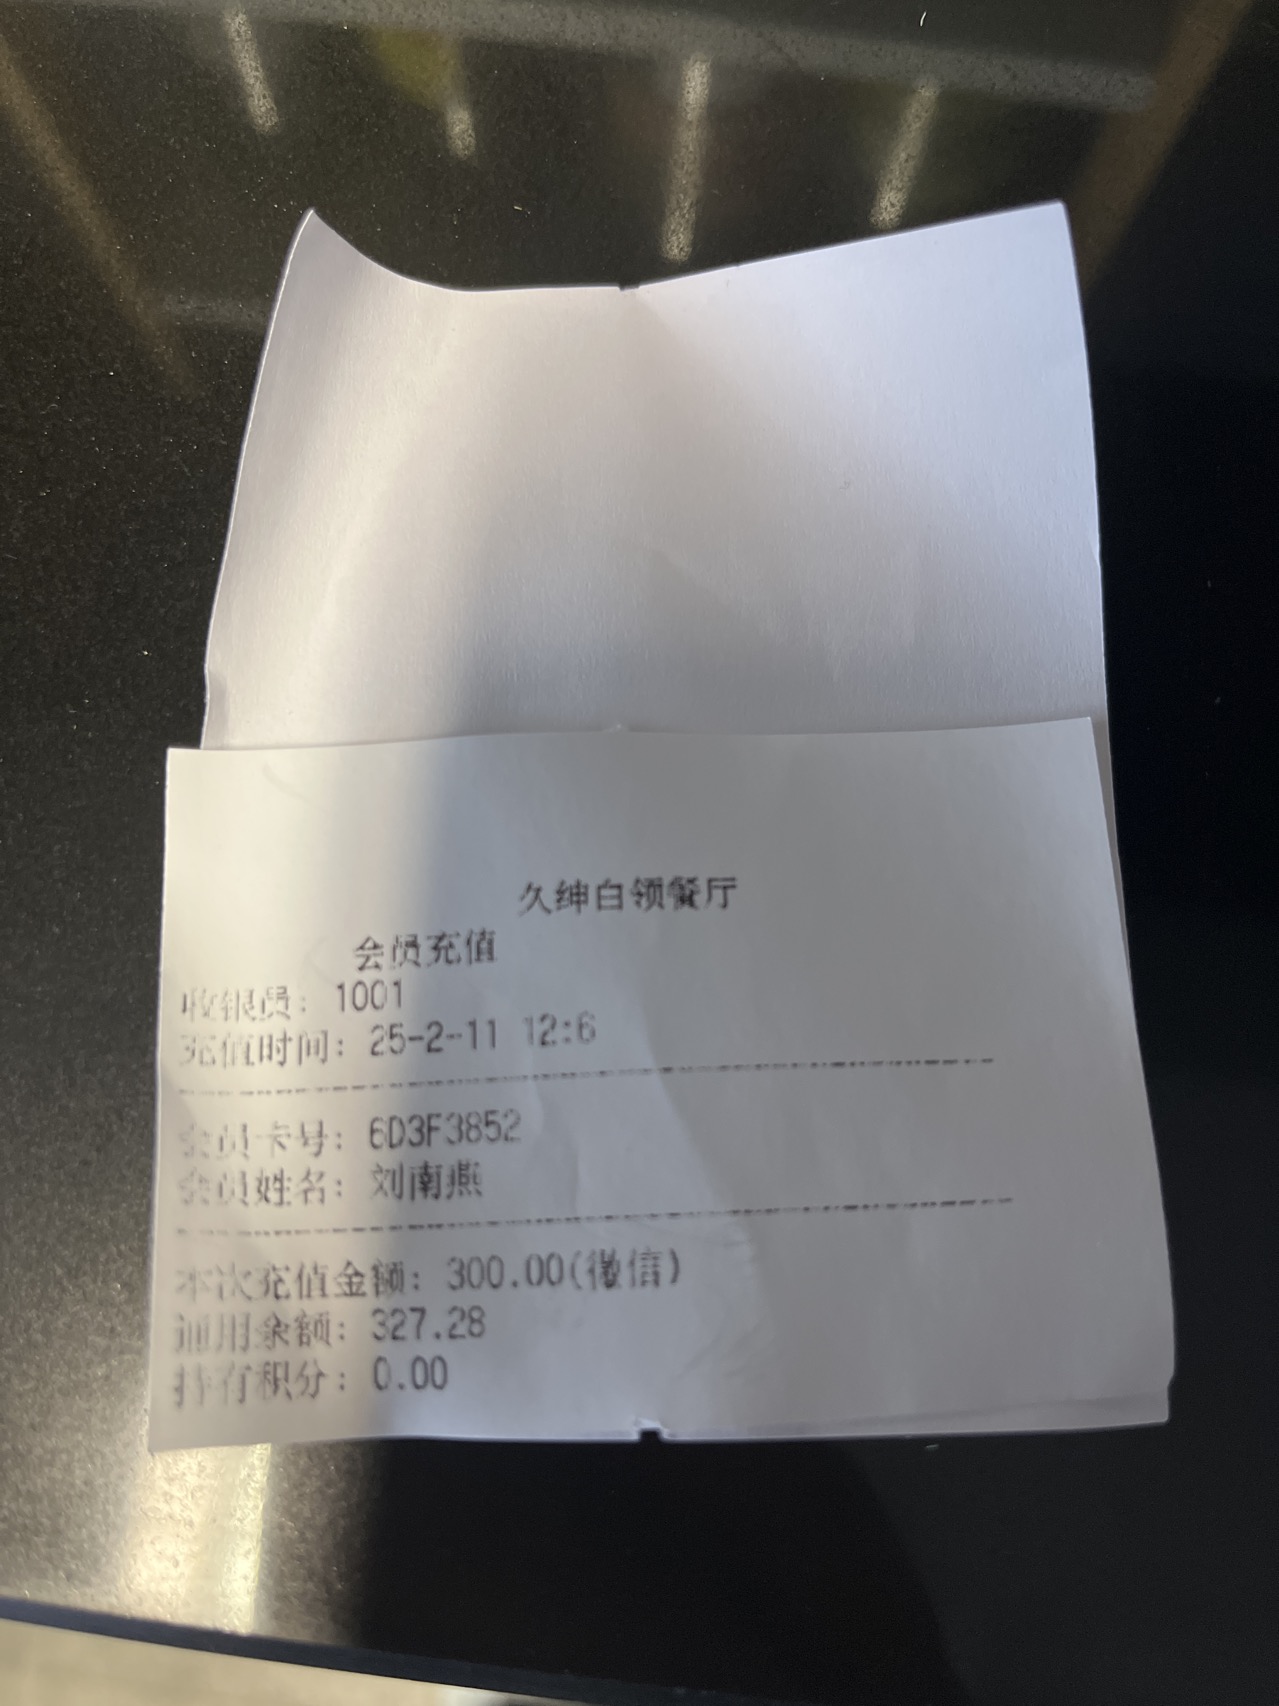 久绅白领餐厅
会员充值
收银员：1001
充值时间：25-2-11 12:6
会员卡号：6D3F3852
会员姓名：刘南燕
本次充值金额：300.00(微信)
通用余额：327.28
持有积分：0.00